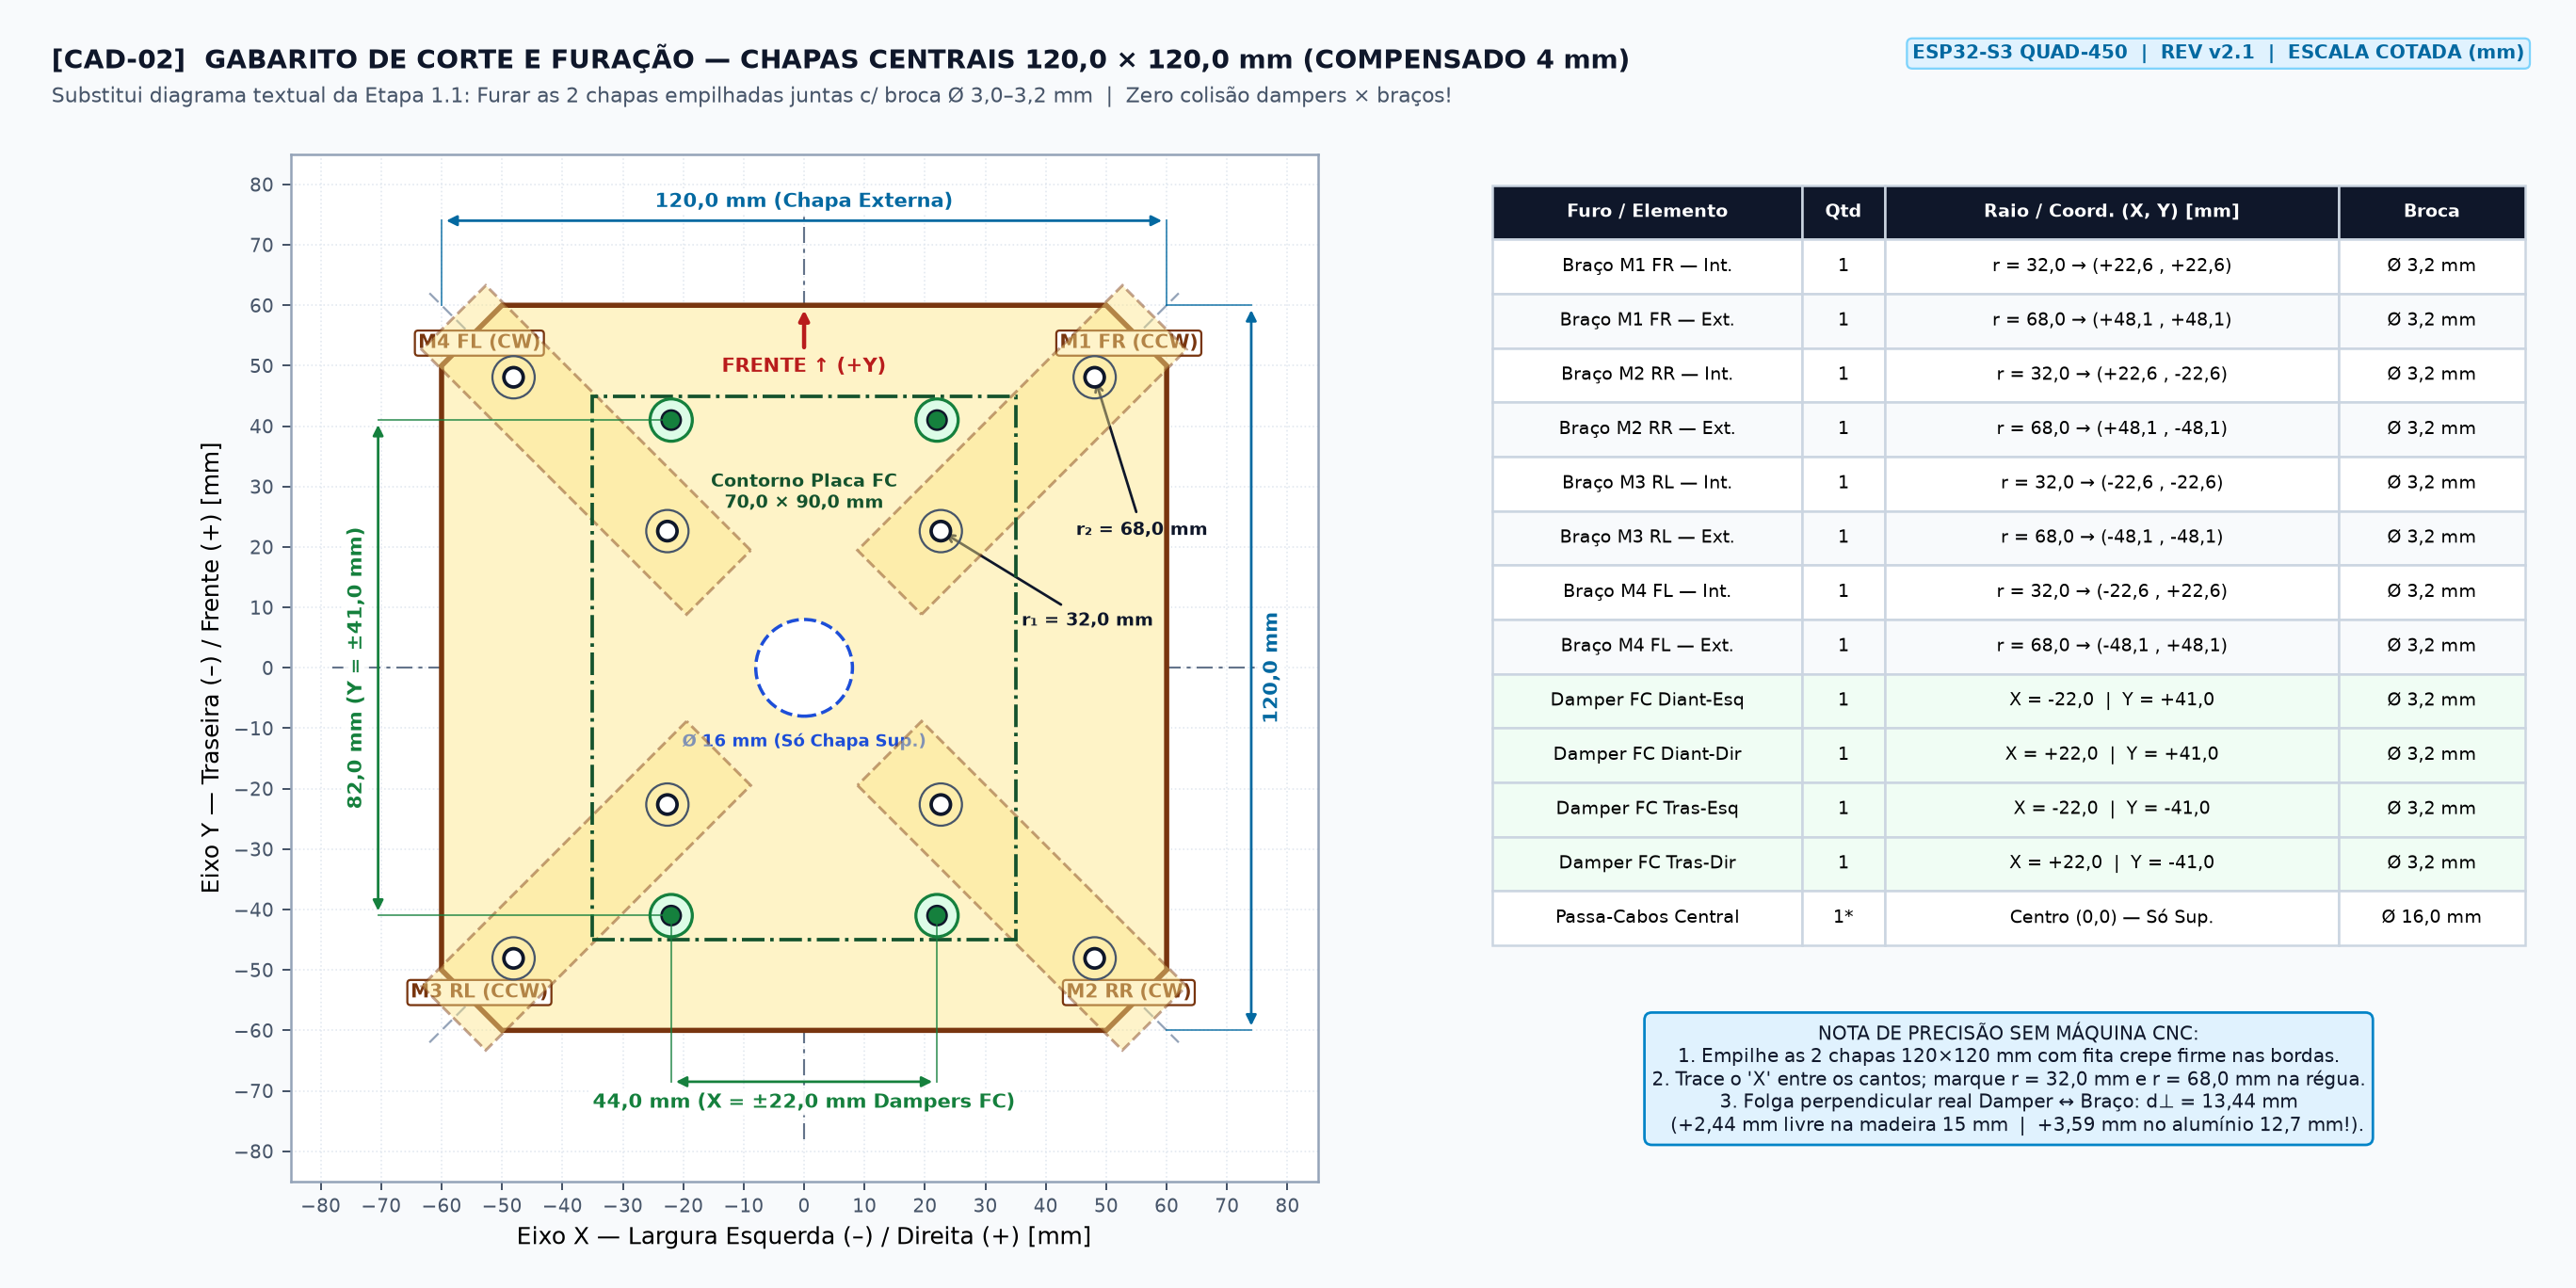 [CAD-02]  GABARITO DE CORTE E FURAÇÃO — CHAPAS CENTRAIS 120,0 × 120,0 mm (COMPENSADO 4 mm)
ESP32-S3 QUAD-450  |  REV v2.1  |  ESCALA COTADA (mm)
Substitui diagrama textual da Etapa 1.1: Furar as 2 chapas empilhadas juntas c/ broca Ø 3,0–3,2 mm  |  Zero colisão dampers × braços!
80
70
60
50
40
30
20
10
0
−10
−20
−30
−40
−50
−60
−70
−80
Eixo Y — Traseira (–) / Frente (+) [mm]
120,0 mm (Chapa Externa)
M4 FL (CW)
M1 FR (CCW)
FRENTE ↑ (+Y)
Contorno Placa FC
70,0 × 90,0 mm
r₂ = 68,0 mm
r₁ = 32,0 mm
82,0 mm (Y = ±41,0 mm)
120,0 mm
Ø 16 mm (Só Chapa Sup.)
M3 RL (CCW)
M2 RR (CW)
44,0 mm (X = ±22,0 mm Dampers FC)
−80 −70 −60 −50 −40 −30 −20 −10 0 10 20 30 40 50 60 70 80
Eixo X — Largura Esquerda (–) / Direita (+) [mm]
Furo / Elemento Qtd Raio / Coord. (X, Y) [mm] Broca
Braço M1 FR — Int. 1 r = 32,0 → (+22,6 , +22,6) Ø 3,2 mm
Braço M1 FR — Ext. 1 r = 68,0 → (+48,1 , +48,1) Ø 3,2 mm
Braço M2 RR — Int. 1 r = 32,0 → (+22,6 , -22,6) Ø 3,2 mm
Braço M2 RR — Ext. 1 r = 68,0 → (+48,1 , -48,1) Ø 3,2 mm
Braço M3 RL — Int. 1 r = 32,0 → (-22,6 , -22,6) Ø 3,2 mm
Braço M3 RL — Ext. 1 r = 68,0 → (-48,1 , -48,1) Ø 3,2 mm
Braço M4 FL — Int. 1 r = 32,0 → (-22,6 , +22,6) Ø 3,2 mm
Braço M4 FL — Ext. 1 r = 68,0 → (-48,1 , +48,1) Ø 3,2 mm
Damper FC Diant-Esq 1 X = -22,0  |  Y = +41,0 Ø 3,2 mm
Damper FC Diant-Dir 1 X = +22,0  |  Y = +41,0 Ø 3,2 mm
Damper FC Tras-Esq 1 X = -22,0  |  Y = -41,0 Ø 3,2 mm
Damper FC Tras-Dir 1 X = +22,0  |  Y = -41,0 Ø 3,2 mm
Passa-Cabos Central 1* Centro (0,0) — Só Sup. Ø 16,0 mm
NOTA DE PRECISÃO SEM MÁQUINA CNC:
1. Empilhe as 2 chapas 120×120 mm com fita crepe firme nas bordas.
2. Trace o 'X' entre os cantos; marque r = 32,0 mm e r = 68,0 mm na régua.
3. Folga perpendicular real Damper ↔ Braço: d⊥ = 13,44 mm
(+2,44 mm livre na madeira 15 mm  |  +3,59 mm no alumínio 12,7 mm!).